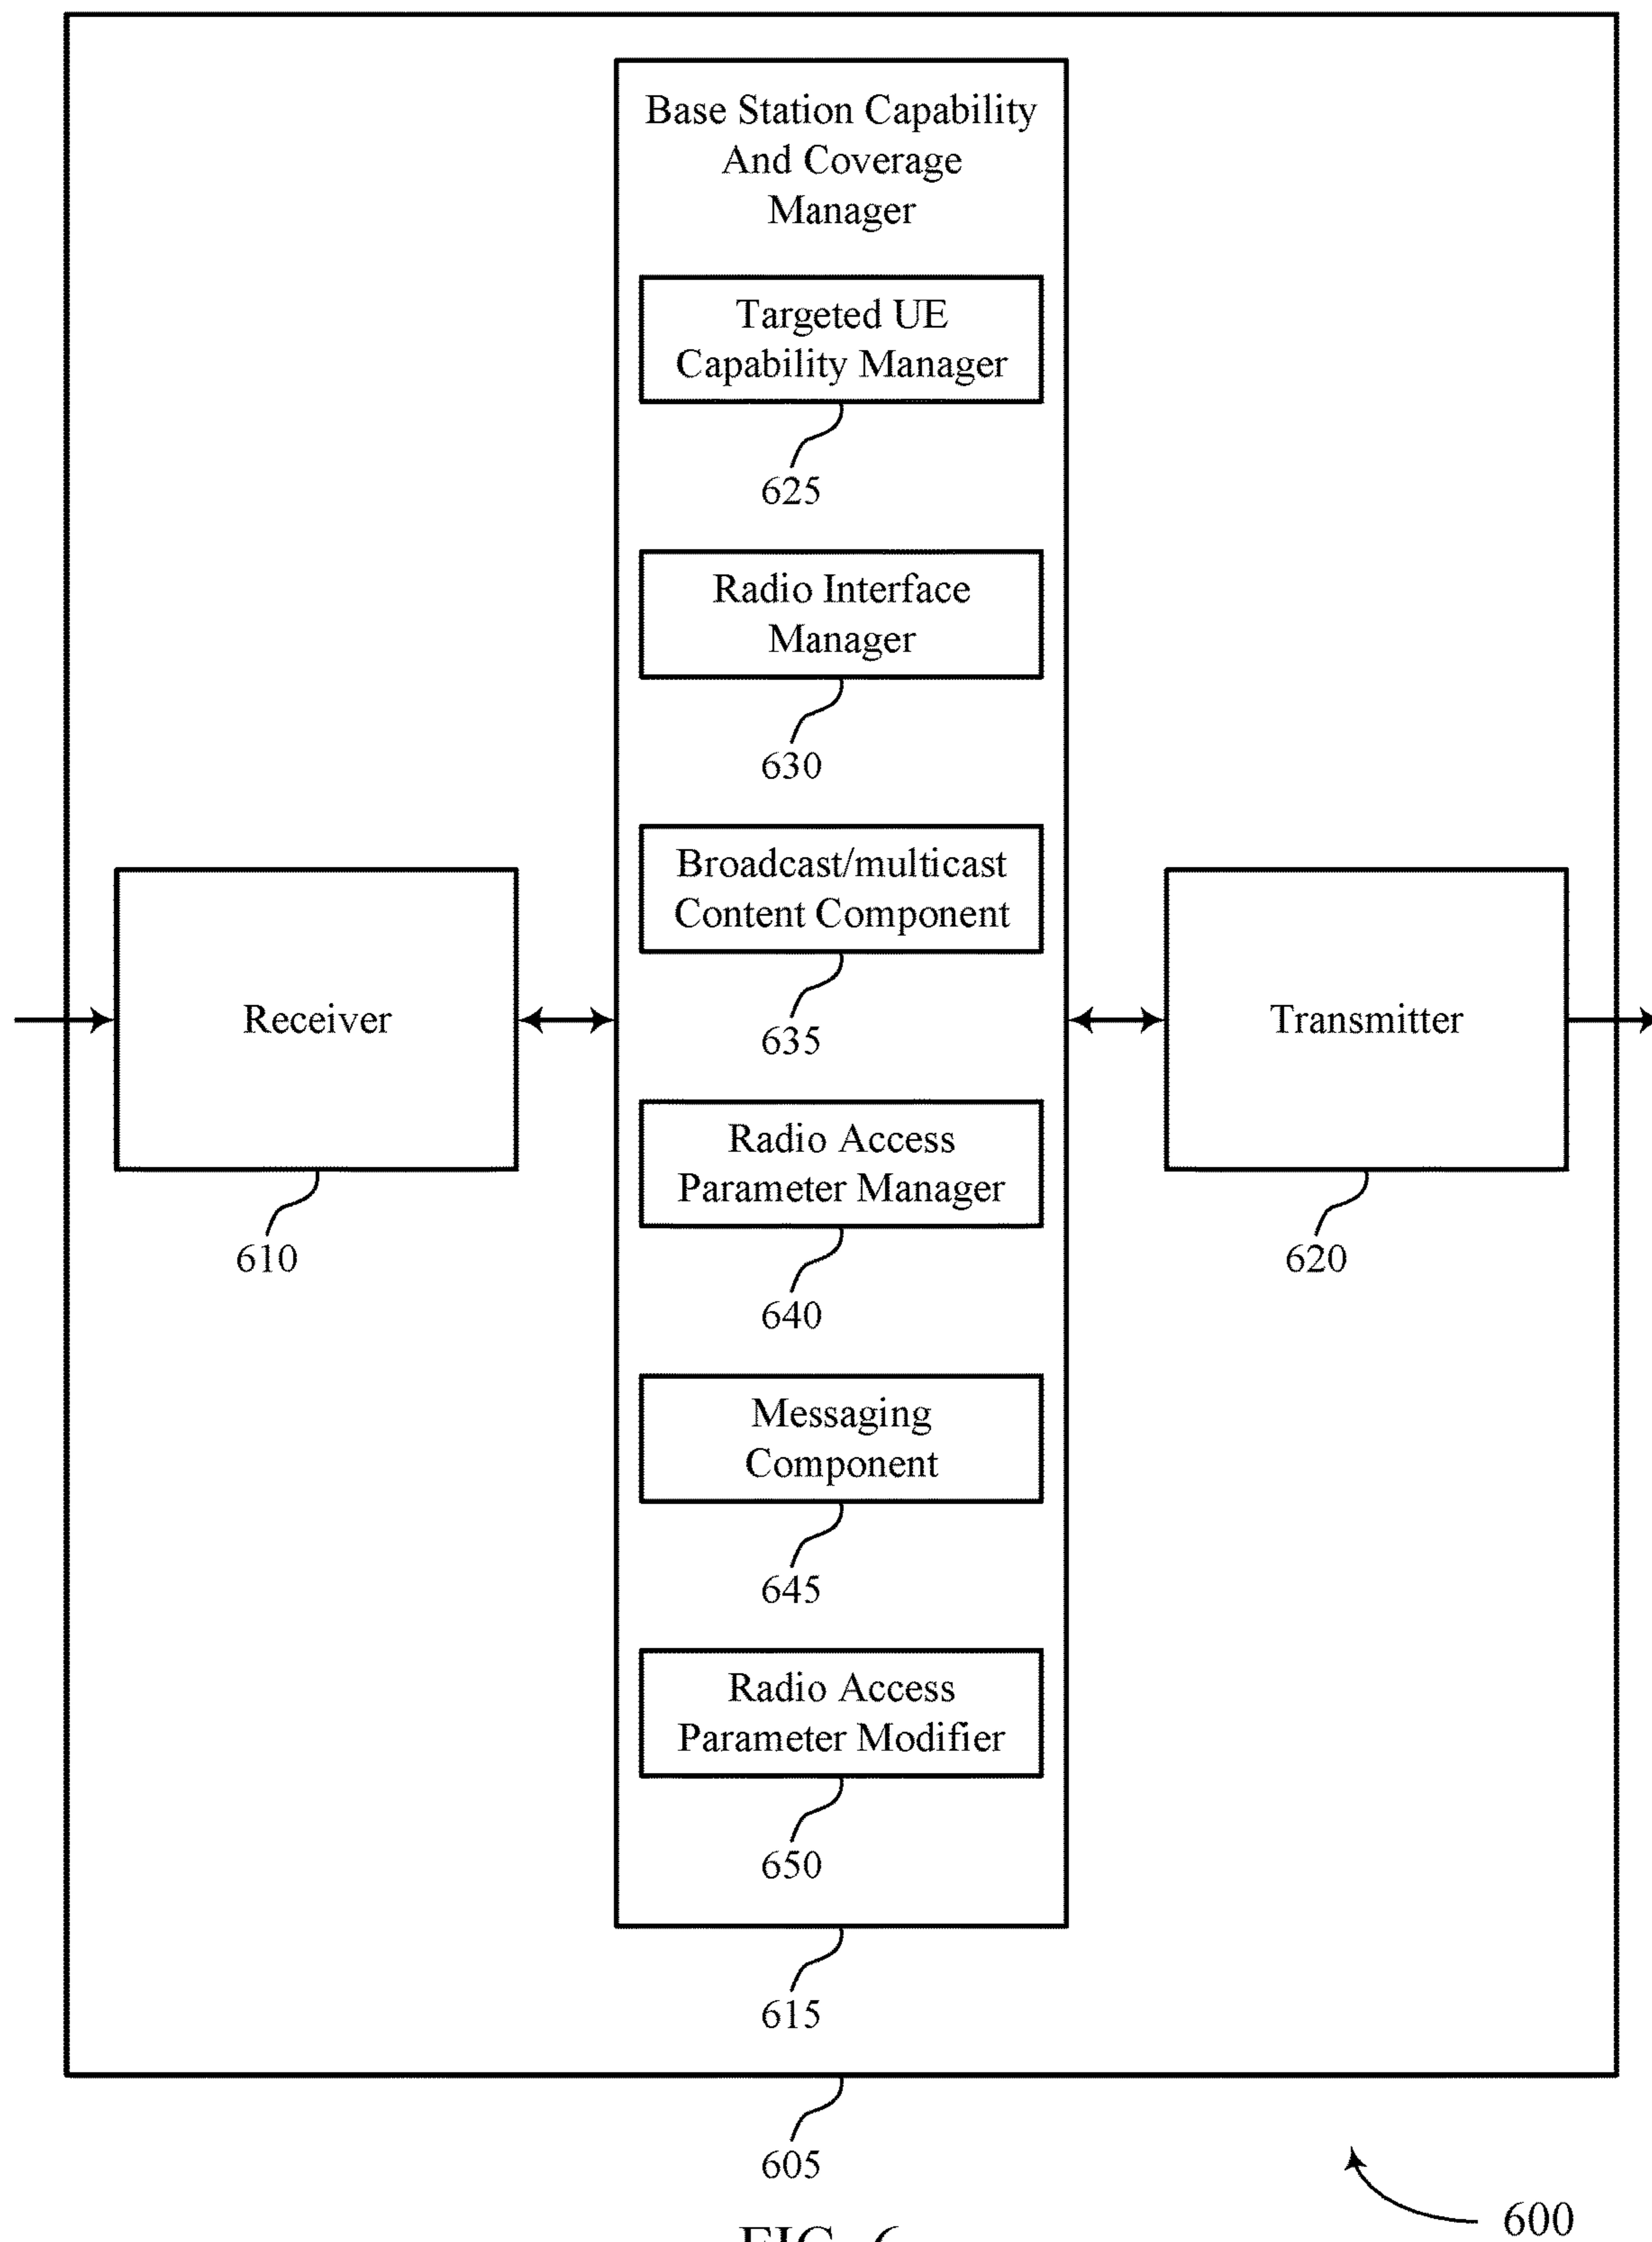 Base Station Capability
And Coverage
Manager
Targeted UE
Capability Manager
625
Radio Interface
Manager
630
Broadcast/multicast
Content Component
635
Receiver
Transmitter
Radio Access
Parameter Manager
610
620
640
Messaging
Component
645
Radio Access
Parameter Modifier
650
615
605
600
FIG. 6